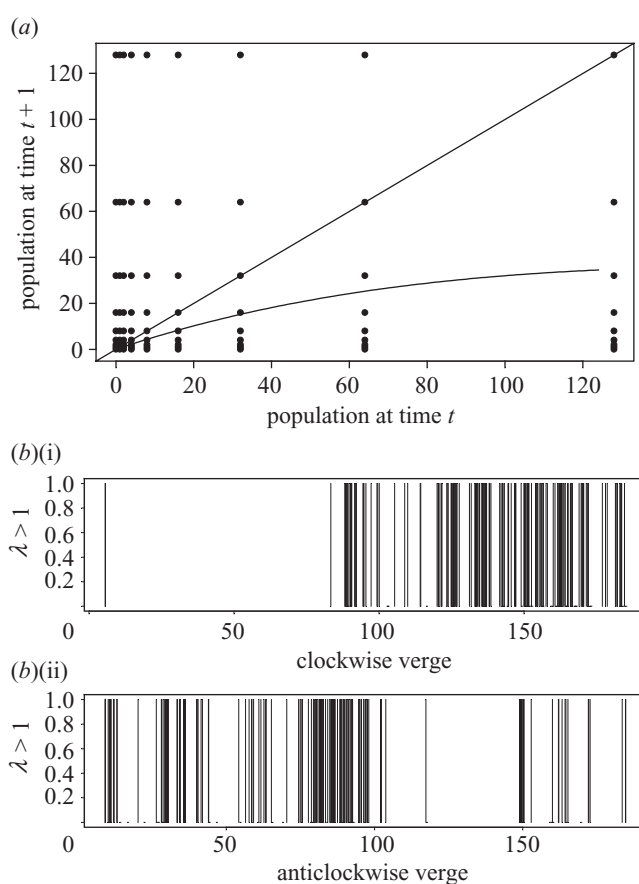 (a)
population at time t + 1
120
100
80
60
40
20
0
0 20 40 60 80 100 120
population at time t
(b)(i)
λ > 1
1.0
0.8
0.6
0.4
0.2
0 50 100 150
clockwise verge
(b)(ii)
λ > 1
1.0
0.8
0.6
0.4
0.2
0 50 100 150
anticlockwise verge